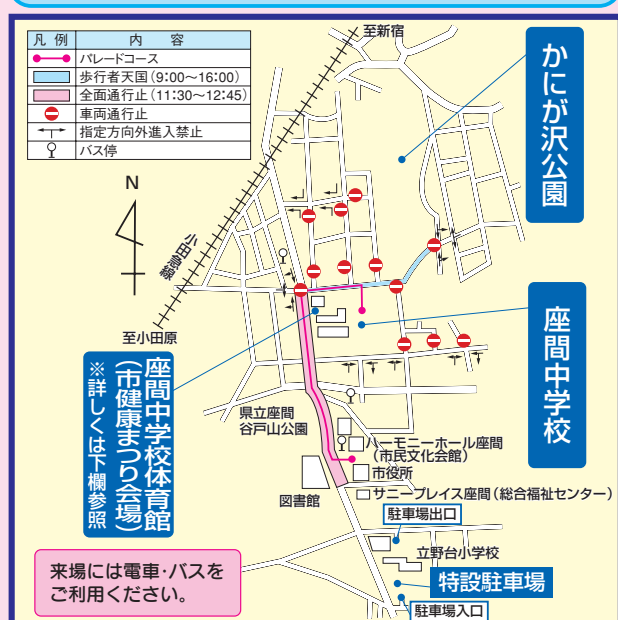 凡 例 内 容
パレードコース
歩行者天国(9:00〜16:00)
全面通行止(11:30〜12:45)
車両通行止
指定方向外進入禁止
バス停
至新宿
かにが沢公園
N
小田急線
至小田原
座間中学校
座間中学校体育館
(市健康まつり会場)
※詳しくは下欄参照
県立座間
谷戸山公園
ハーモニーホール座間
(市民文化会館)
市役所
図書館
サニープレイス座間(総合福祉センター)
駐車場出口
立野台小学校
特設駐車場
駐車場入口
来場には電車・バスを
ご利用ください。